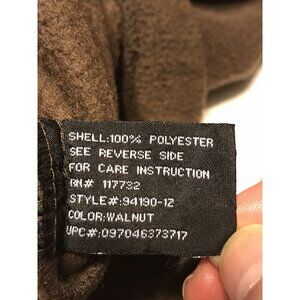 SHELL:100% POLYESTER
SEE REVERSE SIDE
FOR CARE INSTRUCTION
RN# 117732
STYLE#:94190-12
COLOR:WALNUT
UPC#:097046373717